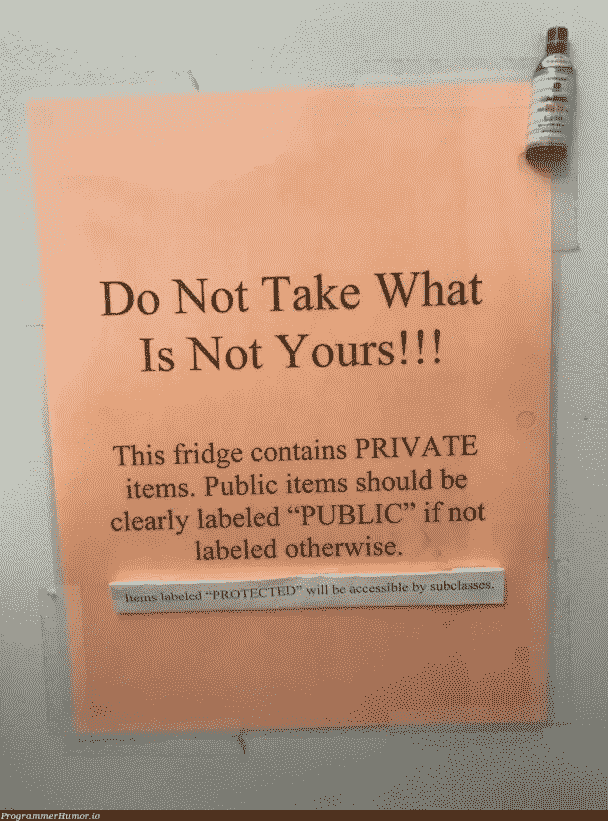 Do Not Take What
Is Not Yours!!!
This fridge contains PRIVATE
items. Public items should be
clearly labeled “PUBLIC” if not
labeled otherwise.
Items labeled “PROTECTED” will be accessible by subclasses.
ProgrammerHumor.io